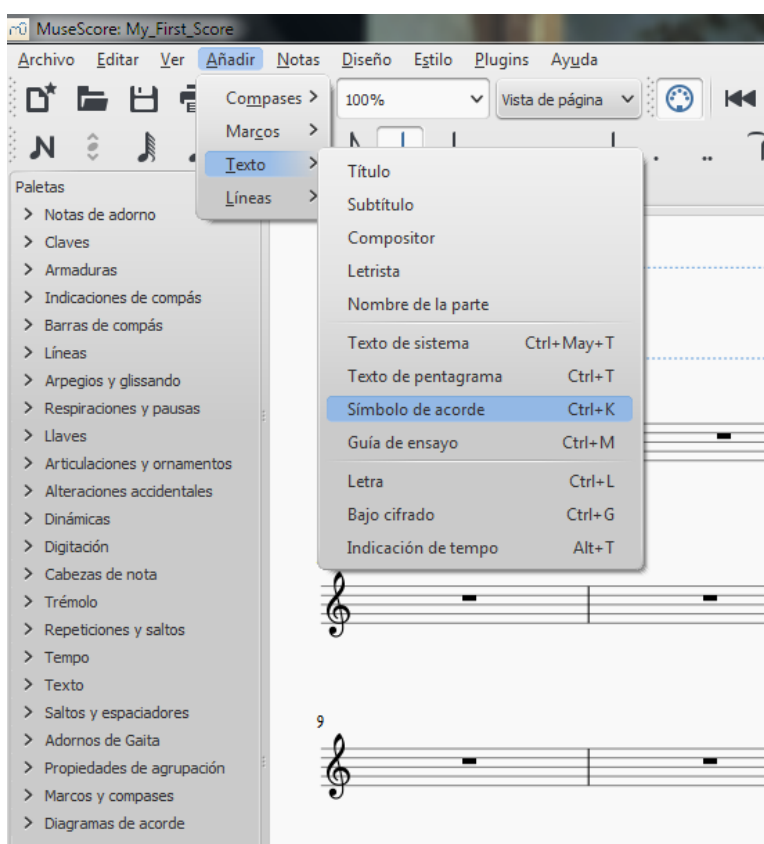 MuseScore: My_First_Score
Archivo Editar Ver Añadir Notas Diseño Estilo Plugins Ayuda
Compases
Marcos
Texto
Líneas
100%
Vista de página
Título
Subtítulo
Compositor
Letrista
Nombre de la parte
Texto de sistema Ctrl+May+T
Texto de pentagrama Ctrl+T
Símbolo de acorde Ctrl+K
Guía de ensayo Ctrl+M
Letra Ctrl+L
Bajo cifrado Ctrl+G
Indicación de tempo Alt+T
Paletas
Notas de adorno
Claves
Armaduras
Indicaciones de compás
Barras de compás
Líneas
Arpegios y glissando
Respiraciones y pausas
Llaves
Articulaciones y ornamentos
Alteraciones accidentales
Dinámicas
Digitación
Cabezas de nota
Trémolo
Repeticiones y saltos
Tempo
Texto
Saltos y espaciadores
Adornos de Gaita
Propiedades de agrupación
Marcos y compases
Diagramas de acorde
9